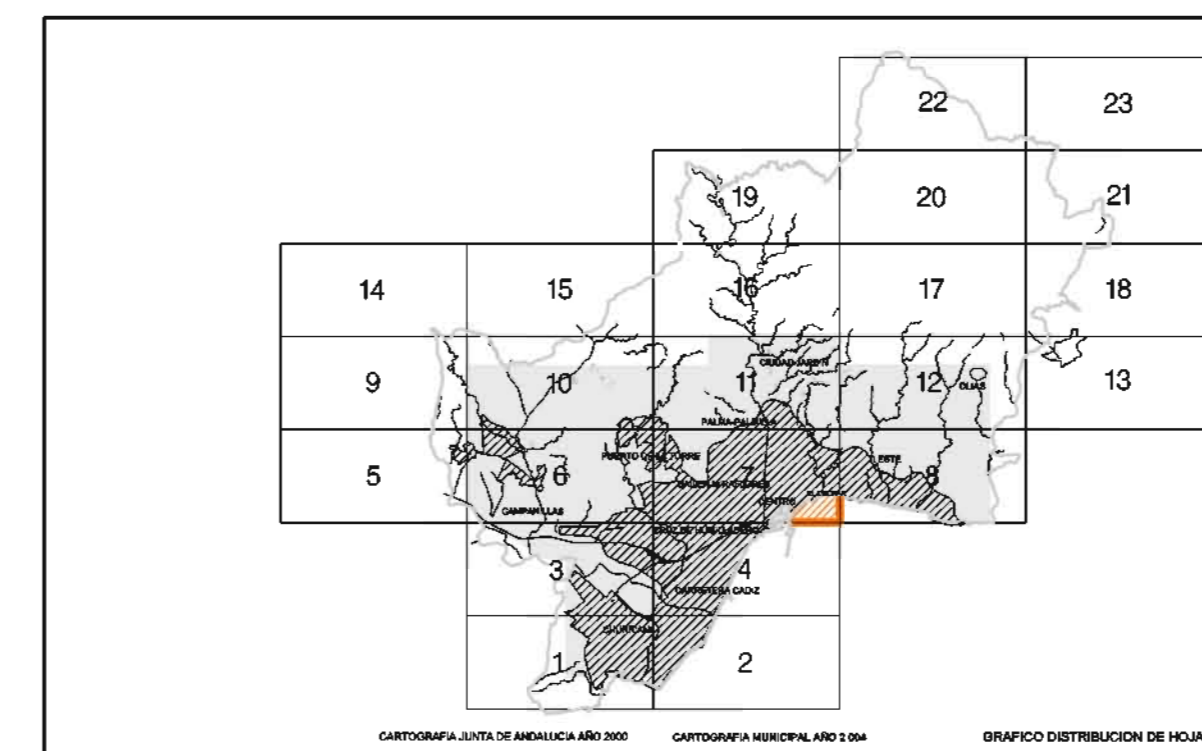 22 23
19 20 21
14 15 16 17 18
CIUDAD JARDIN
9 10 11 12 13
OLIAS
PALMA-PALMILLA
PUERTO DE LA TORRE
ESTE
5 6 7 8
CENTRO
CAMPANILLAS
3 4
CARRETERA CADIZ
CHURRIANA
1 2
CARTOGRAFIA JUNTA DE ANDALUCIA AÑO 2000 CARTOGRAFIA MUNICIPAL AÑO 2 004 GRAFICO DISTRIBUCION DE HOJA